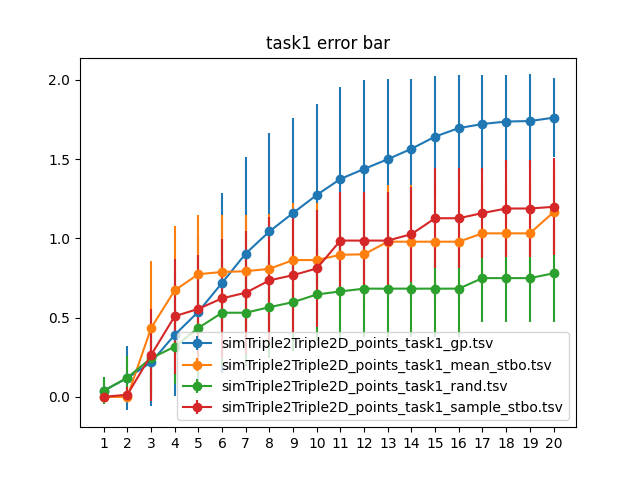 task1 error bar
2.0
1.5
1.0
0.5
0.0
simTriple2Triple2D_points_task1_gp.tsv
simTriple2Triple2D_points_task1_mean_stbo.tsv
simTriple2Triple2D_points_task1_rand.tsv
simTriple2Triple2D_points_task1_sample_stbo.tsv
1 2 3 4 5 6 7 8 9 10 11 12 13 14 15 16 17 18 19 20